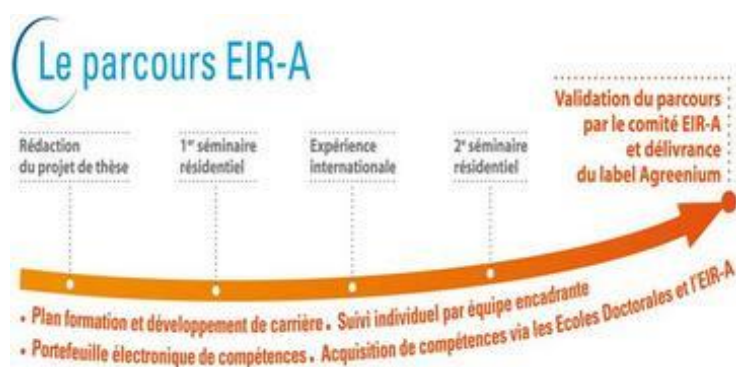 Le parcours EIR-A
Rédaction
du projet de thèse
1er séminaire
résidentiel
Expérience
internationale
2e séminaire
résidentiel
Validation du parcours
par le comité EIR-A
et délivrance
du label Agreenium
• Plan formation et développement de carrière • Suivi individuel par équipe encadrante
• Portefeuille électronique de compétences • Acquisition de compétences via les Ecoles Doctorales et l'EIR-A